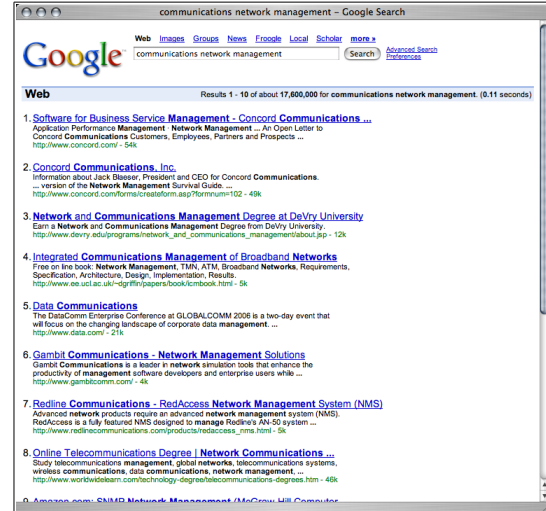 communications network management - Google Search
Google
Web Images Groups News Froogle Local Scholar more »
communications network management Search Advanced Search
Preferences
Web Results 1 - 10 of about 17,600,000 for communications network management. (0.11 seconds)
1. Software for Business Service Management - Concord Communications ...
Application Performance Management · Network Management ... An Open Letter to
Concord Communications Customers, Employees, Partners and Prospects ...
http://www.concord.com/ - 54k
2. Concord Communications, Inc.
Information about Jack Blaeser, President and CEO for Concord Communications.
... version of the Network Management Survival Guide. ...
http://www.concord.com/forms/createform.asp?formnum=102 - 49k
3. Network and Communications Management Degree at DeVry University
Earn a Network and Communications Management Degree from DeVry University.
http://www.devry.edu/programs/network_and_communications_management/about.jsp - 12k
4. Integrated Communications Management of Broadband Networks
Free on line book: Network Management, TMN, ATM, Broadband Networks, Requirements,
Specification, Architecture, Design, Implementation, Results.
http://www.ee.ucl.ac.uk/~dgriffin/papers/book/icmbook.html - 5k
5. Data Communications
The DataComm Enterprise Conference at GLOBALCOMM 2006 is a two-day event that
will focus on the changing landscape of corporate data management. ...
http://www.data.com/ - 21k
6. Gambit Communications - Network Management Solutions
Gambit Communications is a leader in network simulation tools that enhance the
productivity of management software developers and enterprise users while ...
http://www.gambitcomm.com/ - 4k
7. Redline Communications - RedAccess Network Management System (NMS)
Advanced network products require an advanced network management system (NMS).
RedAccess is a fully featured NMS designed to manage Redline's AN-50 system ...
http://www.redlinecommunications.com/products/redaccess_nms.html - 5k
8. Online Telecommunications Degree | Network Communications ...
Study telecommunications management, global networks, telecommunications systems,
wireless communications, data communications, network management, ...
http://www.worldwidelearn.com/technology-degree/telecommunications-degrees.htm - 46k
9. Amazon.com: SNMP Network Management (McGraw-Hill Computer